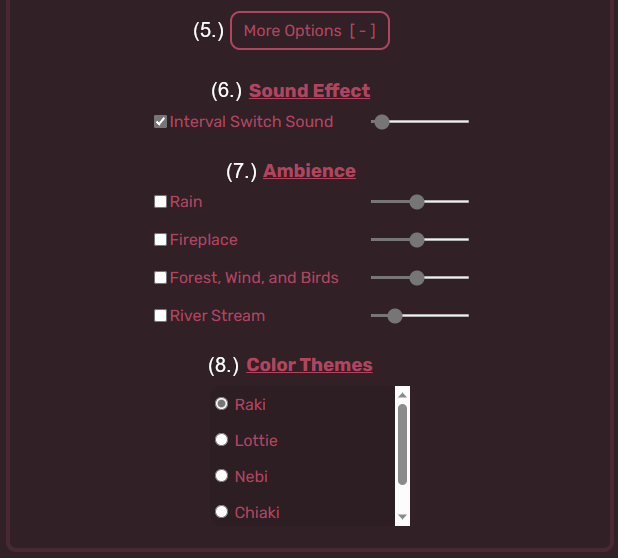 (5.) More Options [ - ]
(6.) Sound Effect
Interval Switch Sound
(7.) Ambience
Rain
Fireplace
Forest, Wind, and Birds
River Stream
(8.) Color Themes
Raki
Lottie
Nebi
Chiaki